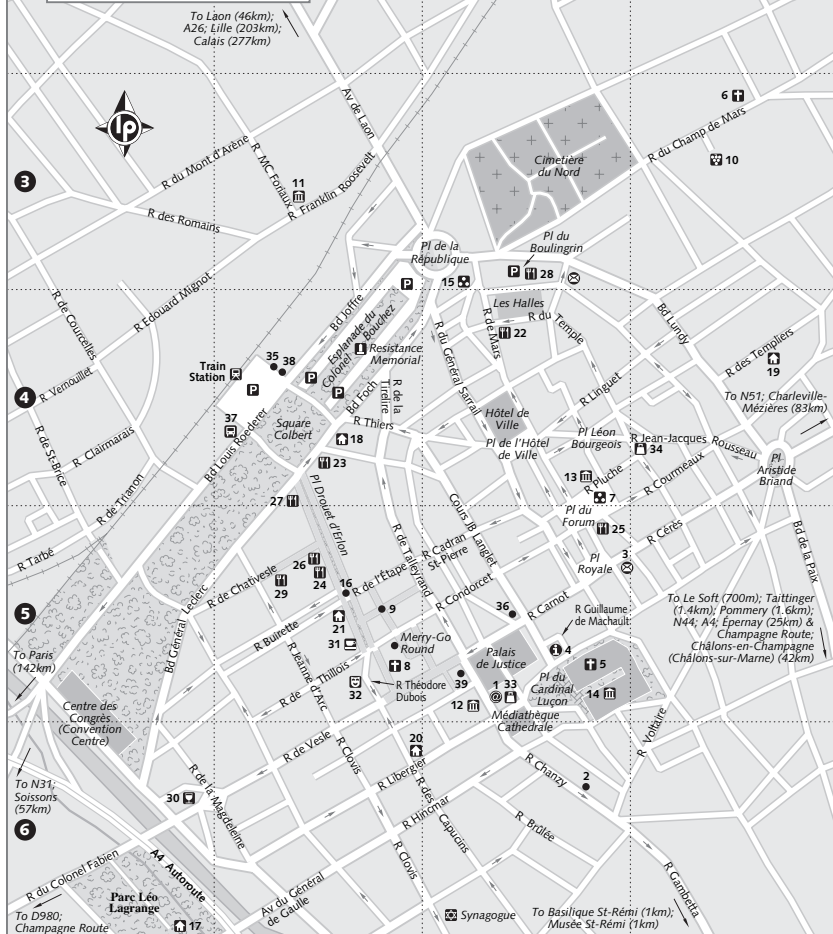 To Laon (46km);
A26; Lille (203km);
Calais (277km)
lp
Av de Laon
6
R du Champ de Mars
10
Cimetière
du Nord
3
R du Mont d'Arène
R MC Fonaux
11
R Franklin Roosevelt
R des Romains
Pl de la
République
Pl du
Boulingrin
P
28
15
P
Les Halles
R Edouard Mignot
Bd Joffre
Esplanade du
Colonel Bouchez
R de Mars
R du Temple
22
Bd Lundy
R de Courcelles
Resistance
Memorial
R du Général Sarrail
R des Templiers
19
35
38
Train
Station
P
P
P
4
R Vernouillet
Bd Foch
R de la
Tirelire
R Linguet
To N51; Charleville-
Mézières (83km)
37
Square
Colbert
R Thiers
18
Hôtel de
Ville
Pl de l'Hôtel
de Ville
Pl Léon
Bourgeois
R Jean-Jacques Rousseau
34
Pl
Aristide
Briand
R de St-Brice
R Clairmarais
Bd Louis Roederer
23
13
R Pluche
7
R Courmeaux
R de Trianon
27
Pl Drouet d'Erlon
Cours JB Langlet
Pl du
Forum
25
R Cérès
Bd de la Paix
R Tarbé
R de Talleyrand
R Cadran
St-Pierre
Pl
Royale
3
26
24
29
R de Chativesle
R de l'Étape
16
9
R Condorcet
36
R Carnot
R Guillaume
de Machault
To Le Soft (700m); Taittinger
(1.4km); Pommery (1.6km);
N44; A4; Épernay (25km) &
Champagne Route;
Châlons-en-Champagne
(Châlons-sur-Marne) (42km)
5
Bd Général Leclerc
R Buirette
21
31
Merry-Go
Round
8
Palais
de Justice
4
5
To Paris
(142km)
R Jeanne d'Arc
R de Thillois
32
R Théodore
Dubois
39
1
33
12
Pl du
Cardinal
Luçon
14
Médiathèque
Cathedrale
R Voltaire
Centre des
Congrès
(Convention
Centre)
R de Vesle
R Clovis
20
R Libergier
R Chanzy
2
To N31;
Soissons
(57km)
30
R de la Magdeleine
R Hincmar
R des Capucins
R Brûlée
6
R du Colonel Fabien
A4 Autoroute
R Clovis
R Gambetta
Parc Léo
Lagrange
Av du Général
de Gaulle
To D980;
Champagne Route
17
Synagogue
To Basilique St-Rémi (1km);
Musée St-Rémi (1km)